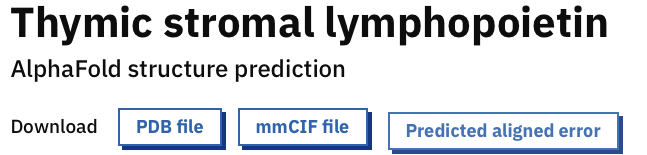 Thymic stromal lymphopoietin
AlphaFold structure prediction
Download PDB file mmCIF file Predicted aligned error